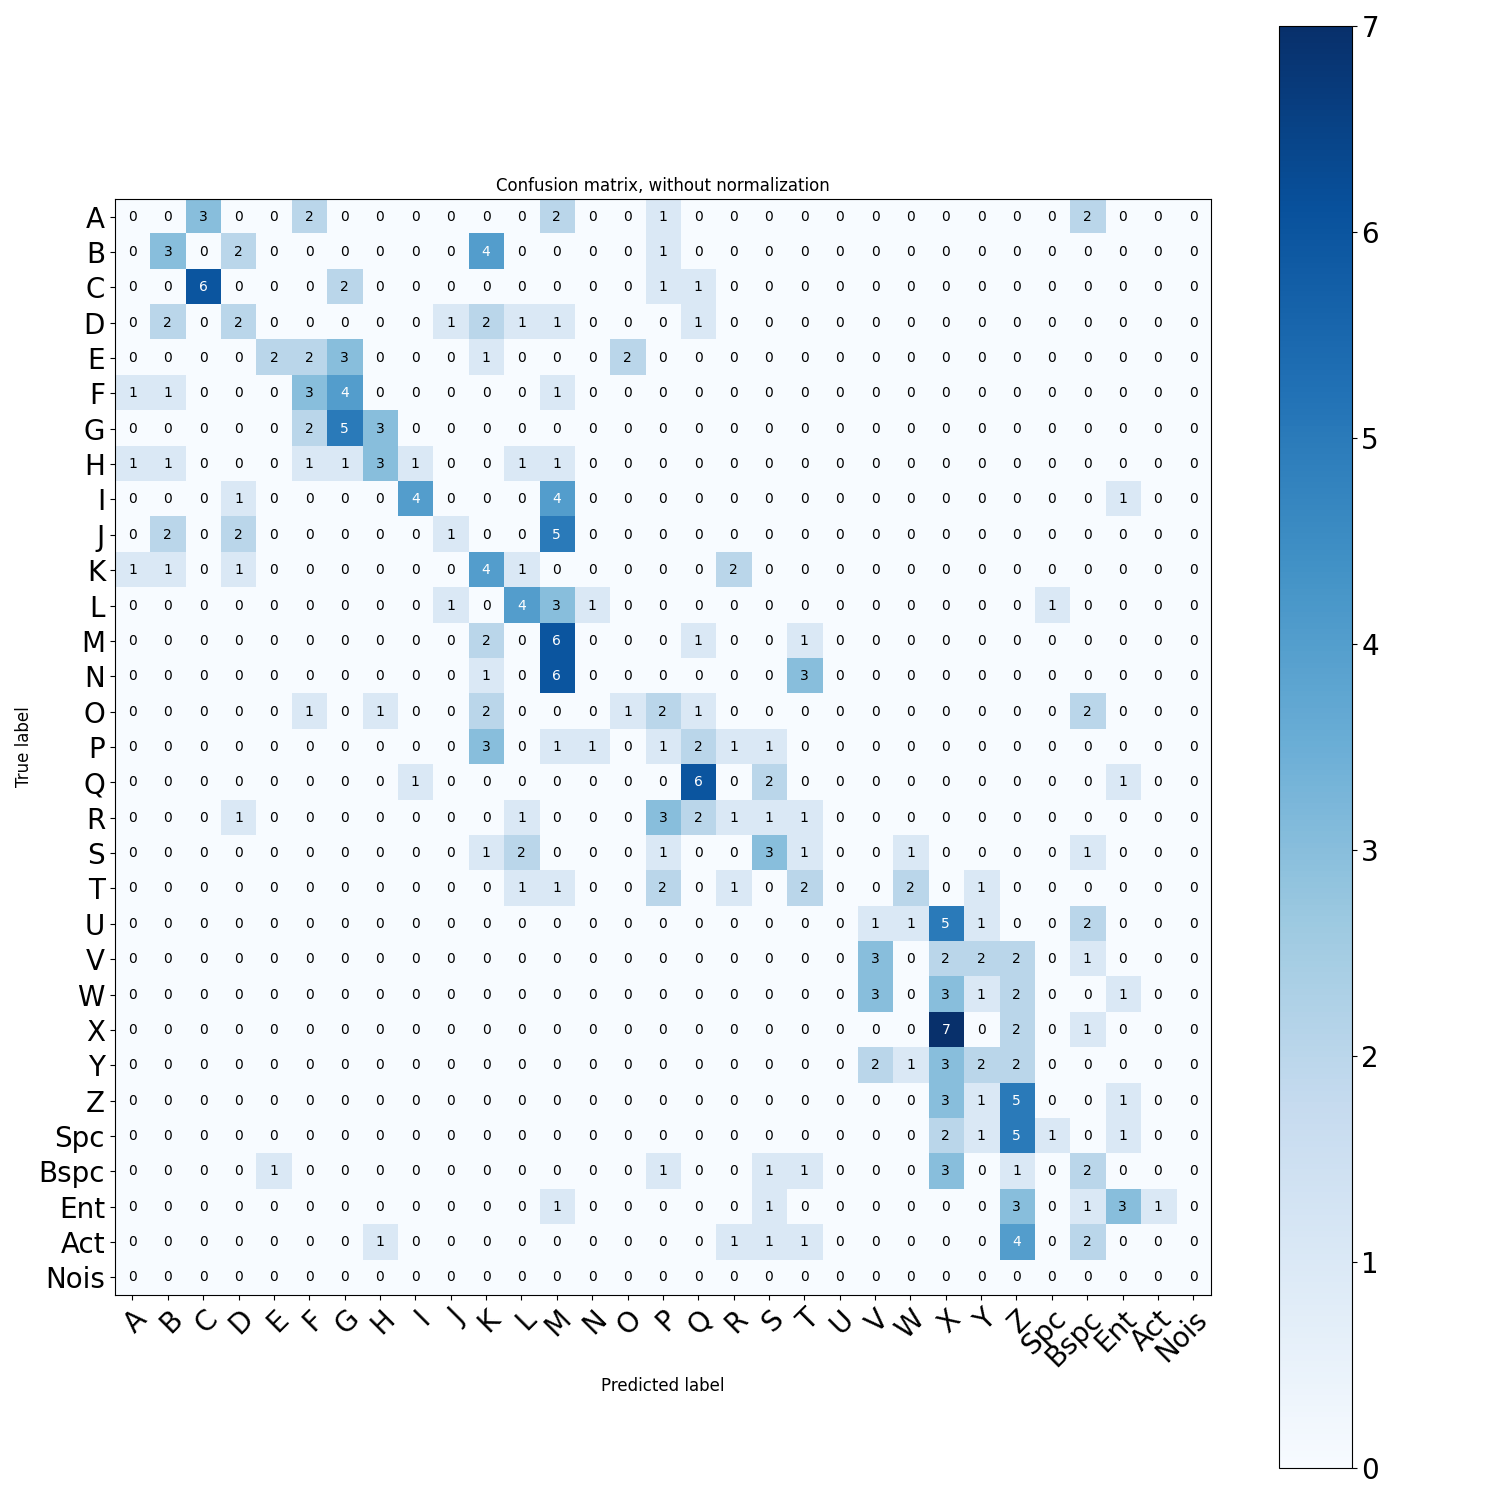 Confusion matrix, without normalization
A 0 0 3 0 0 2 0 0 0 0 0 0 2 0 0 1 0 0 0 0 0 0 0 0 0 0 0 2 0 0 0
B 0 3 0 2 0 0 0 0 0 0 4 0 0 0 0 1 0 0 0 0 0 0 0 0 0 0 0 0 0 0 0
C 0 0 6 0 0 0 2 0 0 0 0 0 0 0 0 1 1 0 0 0 0 0 0 0 0 0 0 0 0 0 0
D 0 2 0 2 0 0 0 0 0 1 2 1 1 0 0 0 1 0 0 0 0 0 0 0 0 0 0 0 0 0 0
E 0 0 0 0 2 2 3 0 0 0 1 0 0 0 2 0 0 0 0 0 0 0 0 0 0 0 0 0 0 0 0
F 1 1 0 0 0 3 4 0 0 0 0 0 1 0 0 0 0 0 0 0 0 0 0 0 0 0 0 0 0 0 0
G 0 0 0 0 0 2 5 3 0 0 0 0 0 0 0 0 0 0 0 0 0 0 0 0 0 0 0 0 0 0 0
H 1 1 0 0 0 1 1 3 1 0 0 1 1 0 0 0 0 0 0 0 0 0 0 0 0 0 0 0 0 0 0
I 0 0 0 1 0 0 0 0 4 0 0 0 4 0 0 0 0 0 0 0 0 0 0 0 0 0 0 0 1 0 0
J 0 2 0 2 0 0 0 0 0 1 0 0 5 0 0 0 0 0 0 0 0 0 0 0 0 0 0 0 0 0 0
K 1 1 0 1 0 0 0 0 0 0 4 1 0 0 0 0 0 2 0 0 0 0 0 0 0 0 0 0 0 0 0
L 0 0 0 0 0 0 0 0 0 1 0 4 3 1 0 0 0 0 0 0 0 0 0 0 0 0 1 0 0 0 0
M 0 0 0 0 0 0 0 0 0 0 2 0 6 0 0 0 1 0 0 1 0 0 0 0 0 0 0 0 0 0 0
N 0 0 0 0 0 0 0 0 0 0 1 0 6 0 0 0 0 0 0 3 0 0 0 0 0 0 0 0 0 0 0
O 0 0 0 0 0 1 0 1 0 0 2 0 0 0 1 2 1 0 0 0 0 0 0 0 0 0 0 2 0 0 0
P 0 0 0 0 0 0 0 0 0 0 3 0 1 1 0 1 2 1 1 0 0 0 0 0 0 0 0 0 0 0 0
Q 0 0 0 0 0 0 0 0 1 0 0 0 0 0 0 0 6 0 2 0 0 0 0 0 0 0 0 0 1 0 0
R 0 0 0 1 0 0 0 0 0 0 0 1 0 0 0 3 2 1 1 1 0 0 0 0 0 0 0 0 0 0 0
S 0 0 0 0 0 0 0 0 0 0 1 2 0 0 0 1 0 0 3 1 0 0 1 0 0 0 0 1 0 0 0
T 0 0 0 0 0 0 0 0 0 0 0 1 1 0 0 2 0 1 0 2 0 0 2 0 1 0 0 0 0 0 0
U 0 0 0 0 0 0 0 0 0 0 0 0 0 0 0 0 0 0 0 0 0 1 1 5 1 0 0 2 0 0 0
V 0 0 0 0 0 0 0 0 0 0 0 0 0 0 0 0 0 0 0 0 0 3 0 2 2 2 0 1 0 0 0
W 0 0 0 0 0 0 0 0 0 0 0 0 0 0 0 0 0 0 0 0 0 3 0 3 1 2 0 0 1 0 0
X 0 0 0 0 0 0 0 0 0 0 0 0 0 0 0 0 0 0 0 0 0 0 0 7 0 2 0 1 0 0 0
Y 0 0 0 0 0 0 0 0 0 0 0 0 0 0 0 0 0 0 0 0 0 2 1 3 2 2 0 0 0 0 0
Z 0 0 0 0 0 0 0 0 0 0 0 0 0 0 0 0 0 0 0 0 0 0 0 3 1 5 0 0 1 0 0
Spc 0 0 0 0 0 0 0 0 0 0 0 0 0 0 0 0 0 0 0 0 0 0 0 2 1 5 1 0 1 0 0
Bspc 0 0 0 0 1 0 0 0 0 0 0 0 0 0 0 1 0 0 1 1 0 0 0 3 0 1 0 2 0 0 0
Ent 0 0 0 0 0 0 0 0 0 0 0 0 1 0 0 0 0 0 1 0 0 0 0 0 0 3 0 1 3 1 0
Act 0 0 0 0 0 0 0 1 0 0 0 0 0 0 0 0 0 1 1 1 0 0 0 0 0 4 0 2 0 0 0
Nois 0 0 0 0 0 0 0 0 0 0 0 0 0 0 0 0 0 0 0 0 0 0 0 0 0 0 0 0 0 0 0
A B C D E F G H I J K L M N O P Q R S T U V W X Y Z Spc Bspc Ent Act Nois
Predicted label
True label
7
6
5
4
3
2
1
0